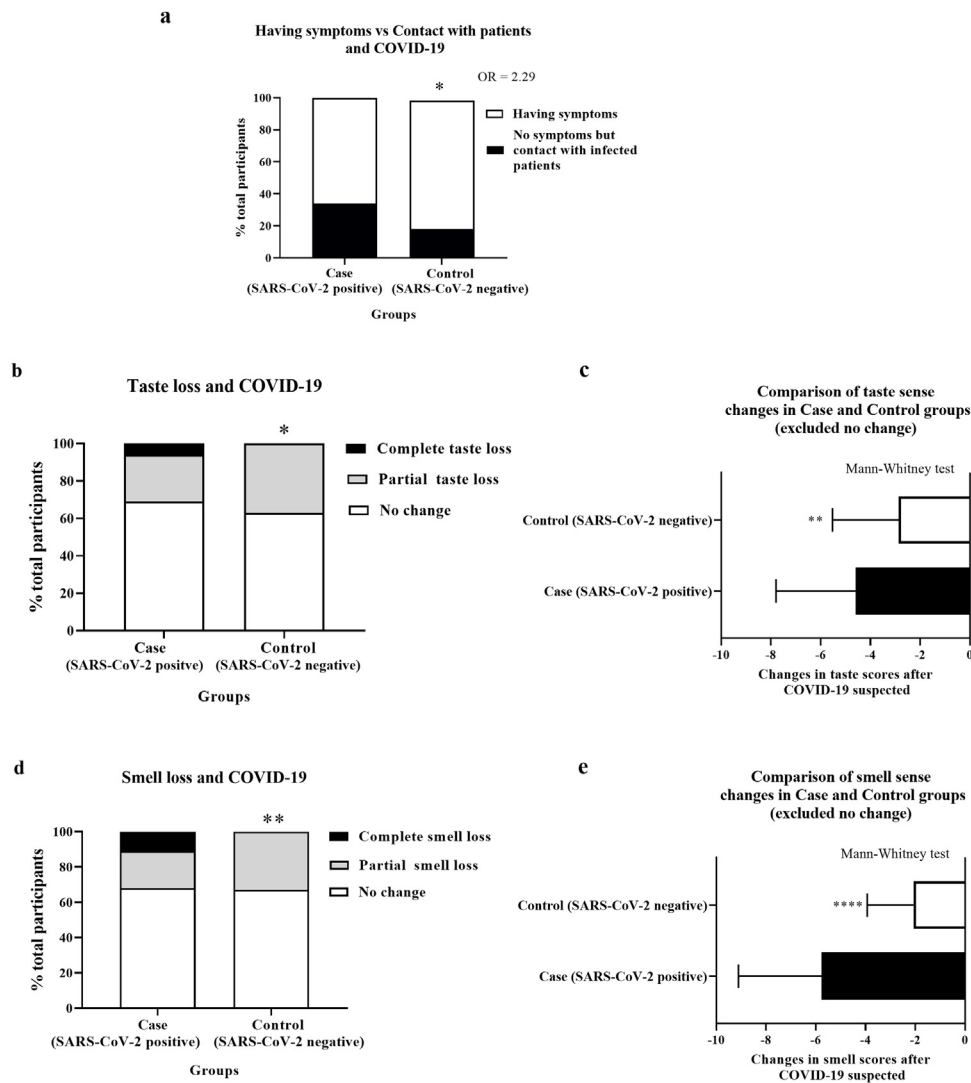 a
Having symptoms vs Contact with patients
and COVID-19
OR = 2.29
*
100
80
60
40
20
0
% total participants
Having symptoms
No symptoms but
contact with infected
patients
Case
(SARS-CoV-2 positive)
Control
(SARS-CoV-2 negative)
Groups
b
Taste loss and COVID-19
*
100
80
60
40
20
0
% total participants
Complete taste loss
Partial taste loss
No change
Case
(SARS-CoV-2 positve)
Control
(SARS-CoV-2 negative)
Groups
c
Comparison of taste sense
changes in Case and Control groups
(excluded no change)
Mann-Whitney test
Control (SARS-CoV-2 negative)
**
Case (SARS-CoV-2 positive)
-10 -8 -6 -4 -2 0
Changes in taste scores after
COVID-19 suspected
d
Smell loss and COVID-19
**
100
80
60
40
20
0
% total participants
Complete smell loss
Partial smell loss
No change
Case
(SARS-CoV-2 positive)
Control
(SARS-CoV-2 negative)
Groups
e
Comparison of smell sense
changes in Case and Control groups
(excluded no change)
Mann-Whitney test
Control (SARS-CoV-2 negative)
****
Case (SARS-CoV-2 positive)
-10 -8 -6 -4 -2 0
Changes in smell scores after
COVID-19 suspected